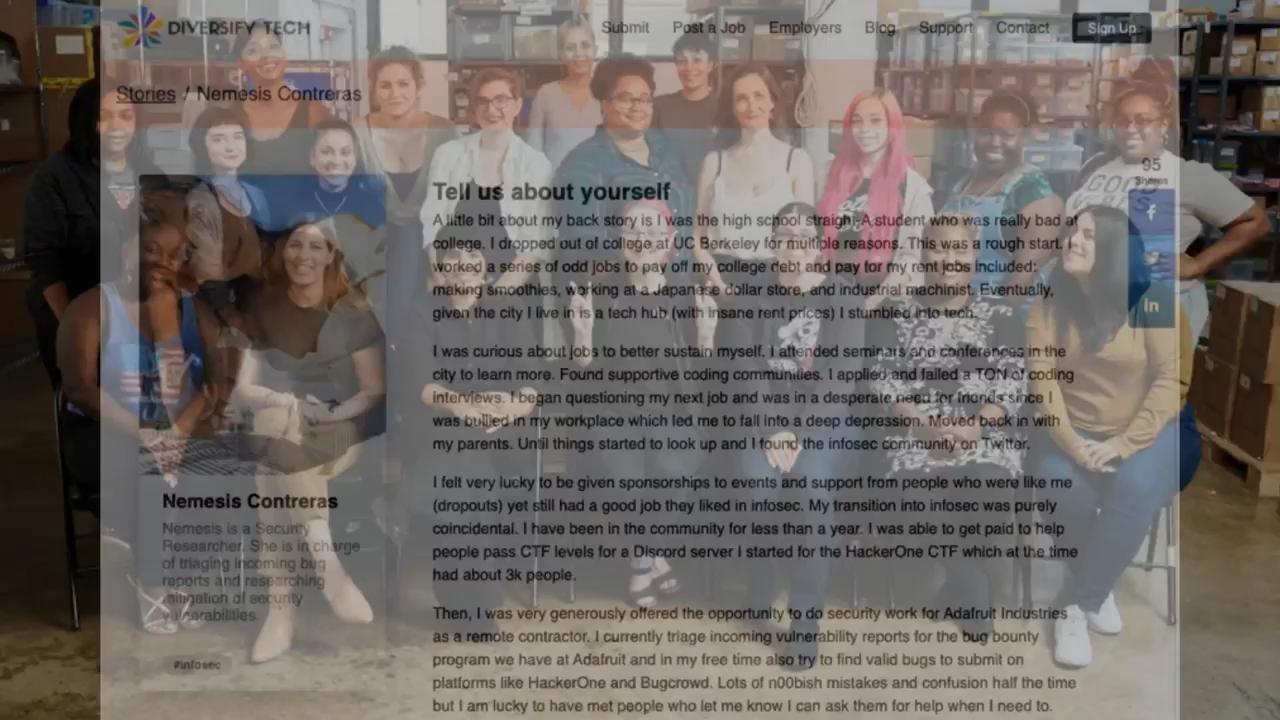 DIVERSIFY TECH
Submit Post a Job Employers Blog Support Contact Sign Up
Stories / Nemesis Contreras
95
Shares
Tell us about yourself
A little bit about my back story is I was the high school straight-A student who was really bad at
college. I dropped out of college at UC Berkeley for multiple reasons. This was a rough start. I
worked a series of odd jobs to pay off my college debt and pay for my rent jobs included:
making smoothies, working at a Japanese dollar store, and industrial machinist. Eventually,
given the city I live in is a tech hub (with insane rent prices) I stumbled into tech.
in
I was curious about jobs to better sustain myself. I attended seminars and conferences in the
city to learn more. Found supportive coding communities. I applied and failed a TON of coding
interviews. I began questioning my next job and was in a desperate need for friends since I
was bullied in my workplace which led me to fall into a deep depression. Moved back in with
my parents. Until things started to look up and I found the infosec community on Twitter.
I felt very lucky to be given sponsorships to events and support from people who were like me
(dropouts) yet still had a good job they liked in infosec. My transition into infosec was purely
coincidental. I have been in the community for less than a year. I was able to get paid to help
people pass CTF levels for a Discord server I started for the HackerOne CTF which at the time
had about 3k people.
Then, I was very generously offered the opportunity to do security work for Adafruit Industries
as a remote contractor. I currently triage incoming vulnerability reports for the bug bounty
program we have at Adafruit and in my free time also try to find valid bugs to submit on
platforms like HackerOne and Bugcrowd. Lots of n00bish mistakes and confusion half the time
but I am lucky to have met people who let me know I can ask them for help when I need to.
Nemesis Contreras
Nemesis is a Security
Researcher. She is in charge
of triaging incoming bug
reports and researching
mitigation of security
vulnerabilities.
#infosec